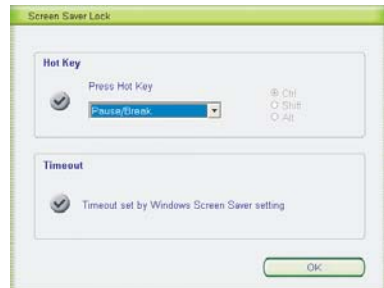 Screen Saver Lock
Hot Key
Press Hot Key
Pause/Break
Ctrl
Shift
Alt
Timeout
Timeout set by Windows Screen Saver setting
OK